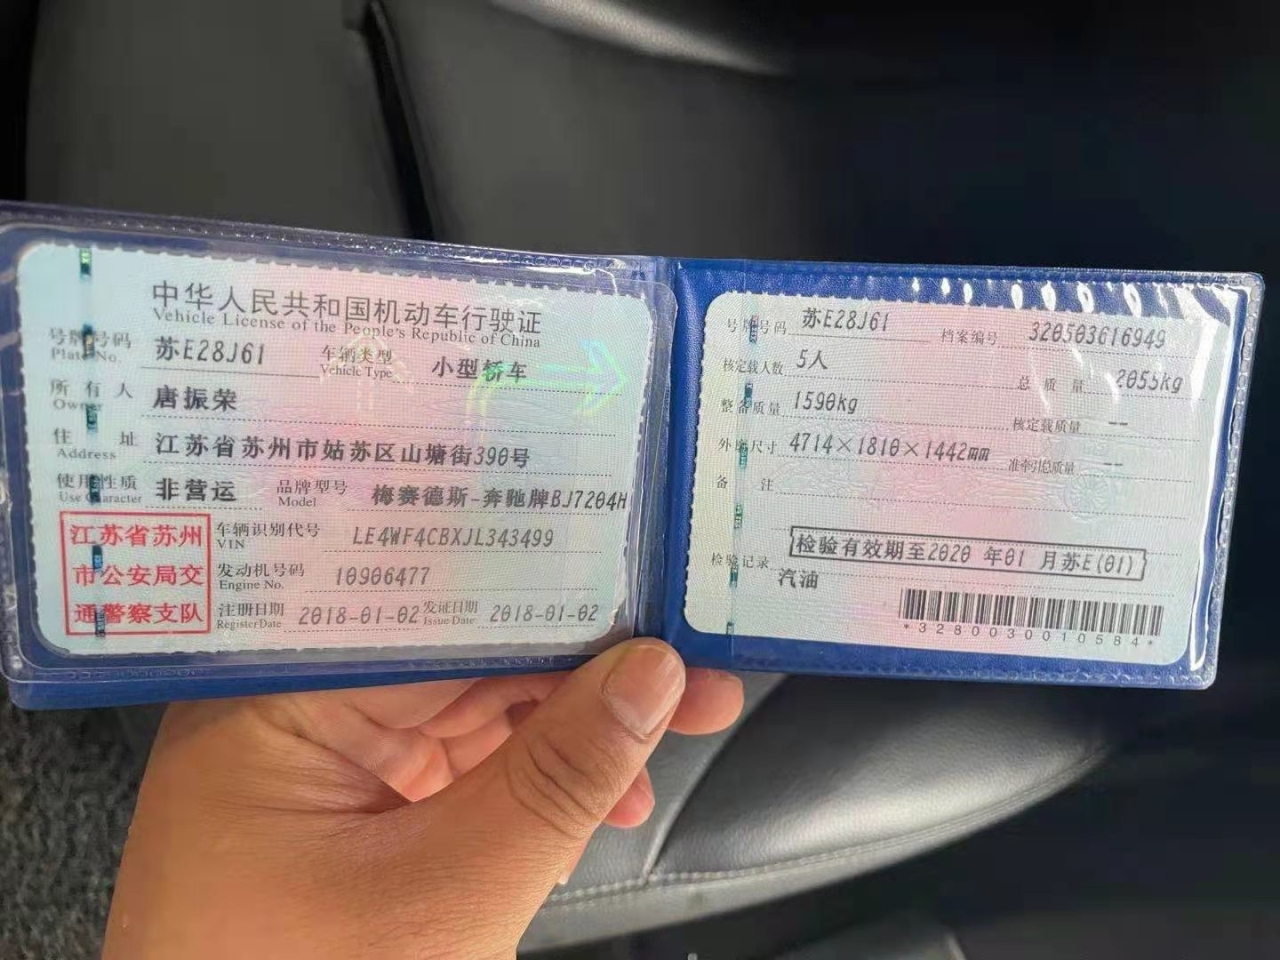 中华人民共和国机动车行驶证
Vehicle License of the People's Republic of China
号牌号码 苏E28J61 车辆类型 小型轿车
Plate No. Vehicle Type
所有人 唐振荣
Owner
住址 江苏省苏州市姑苏区山塘街390号
Address
使用性质 非营运 品牌型号 梅赛德斯-奔驰牌BJ7204H
Use Character Model
江苏省苏州
市公安局交
通警察支队
车辆识别代号 LE4WF4CBXJL343499
VIN
发动机号码 10906477
Engine No.
注册日期 2018-01-02 发证日期 2018-01-02
Register Date Issue Date
号牌号码 苏E28J61 档案编号 320503616949
核定载人数 5人 总质量 2055kg
整备质量 1590kg 核定载质量 --
外廓尺寸 4714×1810×1442mm 准牵引总质量 --
备注
检验记录 检验有效期至2020年01月苏E(01)
汽油
*3280030010584*